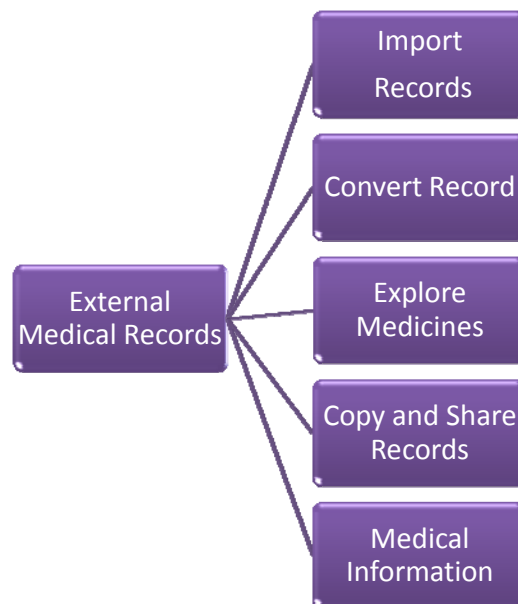 Import
Records
Convert Record
External
Medical Records
Explore
Medicines
Copy and Share
Records
Medical
Information